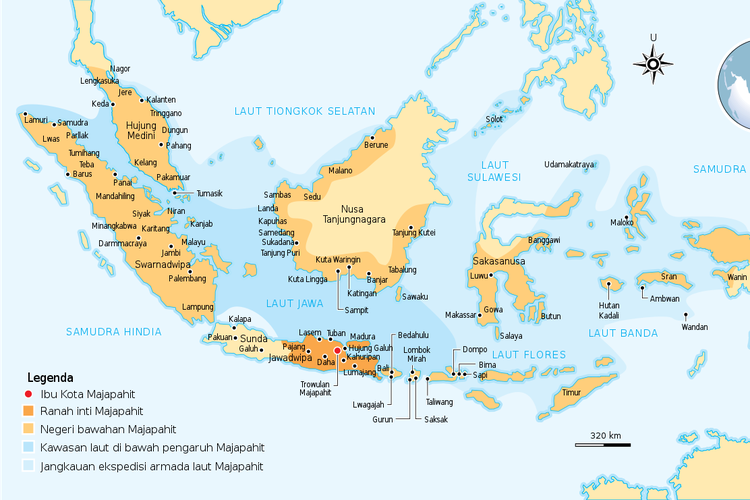 Nagor
Lengkasuka
Jere
Keda
Kalanten
Tringgano
Hujung
Medini
Dungun
Pahang
Kelang
Pakamuar
Tumasik
Lamuri
Samudra
Lwas
Parllak
Tumihang
Teba
Barus
Panai
Mandahiling
Siyak
Niran
Minangkabwa
Karitang
Kanjab
Darmmacraya
Malayu
Jambi
Swarnadwipa
Palembang
Lampung
LAUT TIONGKOK SELATAN
U
Solot
Berune
Malano
LAUT
SULAWESI
Udamakatraya
SAMUDRA
Sambas
Sedu
Landa
Kapuhas
Samedang
Sukadana
Tanjung Puri
Nusa
Tanjungnagara
Tanjung Kutei
Kuta Waringin
Tabalung
Kuta Lingga
Banjar
Katingan
Sampit
Sawaku
Maloko
Banggawi
Sakasanusa
Luwu
Makassar
Gowa
Butun
Salaya
Hutan
Kadali
Sran
Ambwan
Wanin
Wandan
LAUT BANDA
LAUT FLORES
LAUT JAWA
SAMUDRA HINDIA
Kalapa
Pakuan
Sunda
Galuh
Lasem
Tuban
Madura
Pajang
Hujung Galuh
Jawadwipa
Daha
Kahuripan
Lumajang
Trowulan
Majapahit
Bedahulu
Bali
Lombok
Mirah
Lwagajah
Gurun
Saksak
Taliwang
Dompo
Bima
Sapi
Timur
320 km
Legenda
Ibu Kota Majapahit
Ranah inti Majapahit
Negeri bawahan Majapahit
Kawasan laut di bawah pengaruh Majapahit
Jangkauan ekspedisi armada laut Majapahit